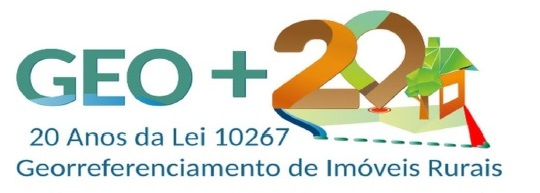 GEO + 20
20 Anos da Lei 10267
Georreferenciamento de Imóveis Rurais